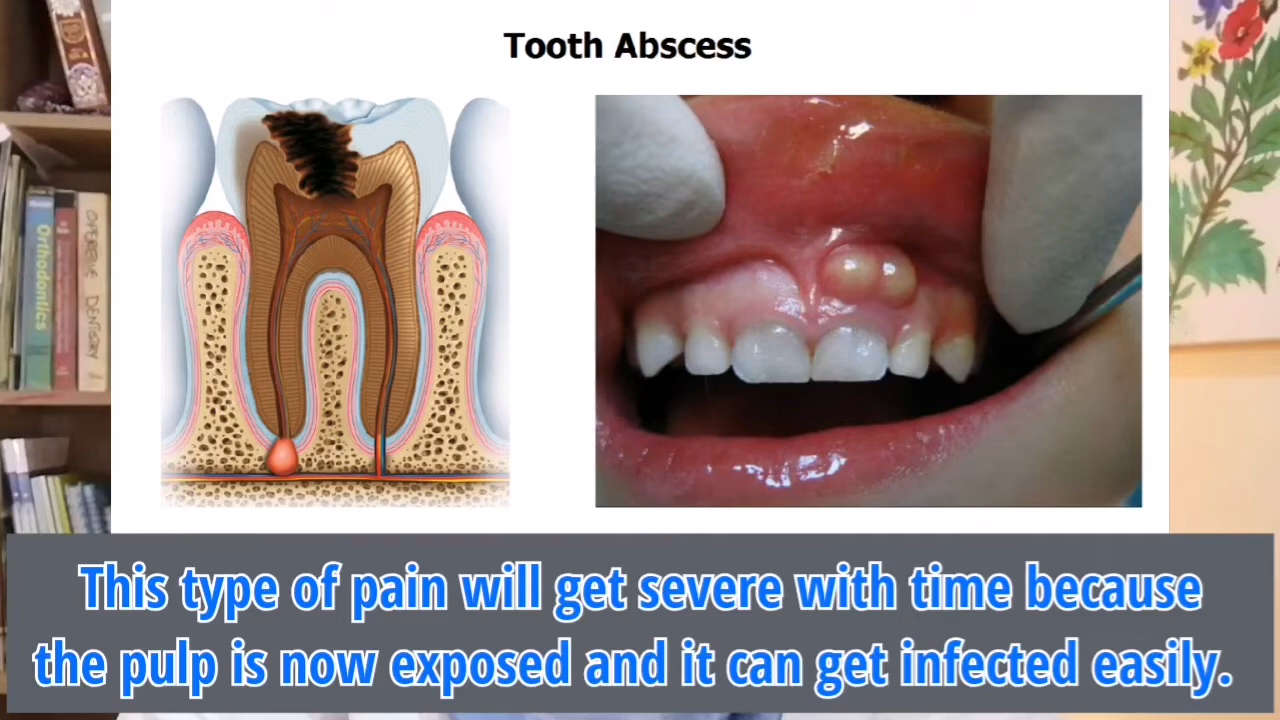 Tooth Abscess
Orthodontics
OPERATIVE DENTISTRY
This type of pain will get severe with time because
the pulp is now exposed and it can get infected easily.